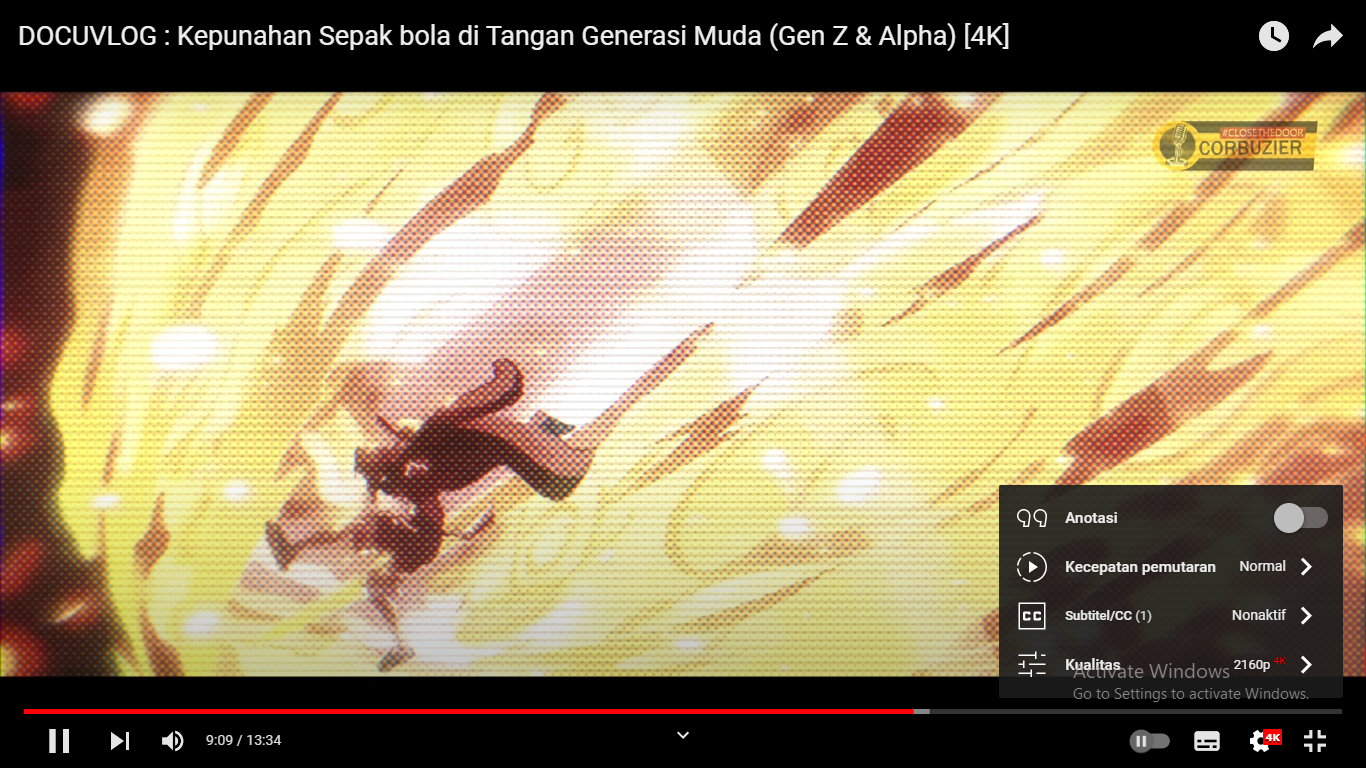 DOCUVLOG : Kepunahan Sepak bola di Tangan Generasi Muda (Gen Z & Alpha) [4K]
#CLOSETHEDOOR
CORBUZIER
Anotasi
Kecepatan pemutaran Normal
CC Subtitel/CC (1) Nonaktif
Kualitas 2160p 4K
Activate Windows
Go to Settings to activate Windows.
9:09 / 13:34
4K